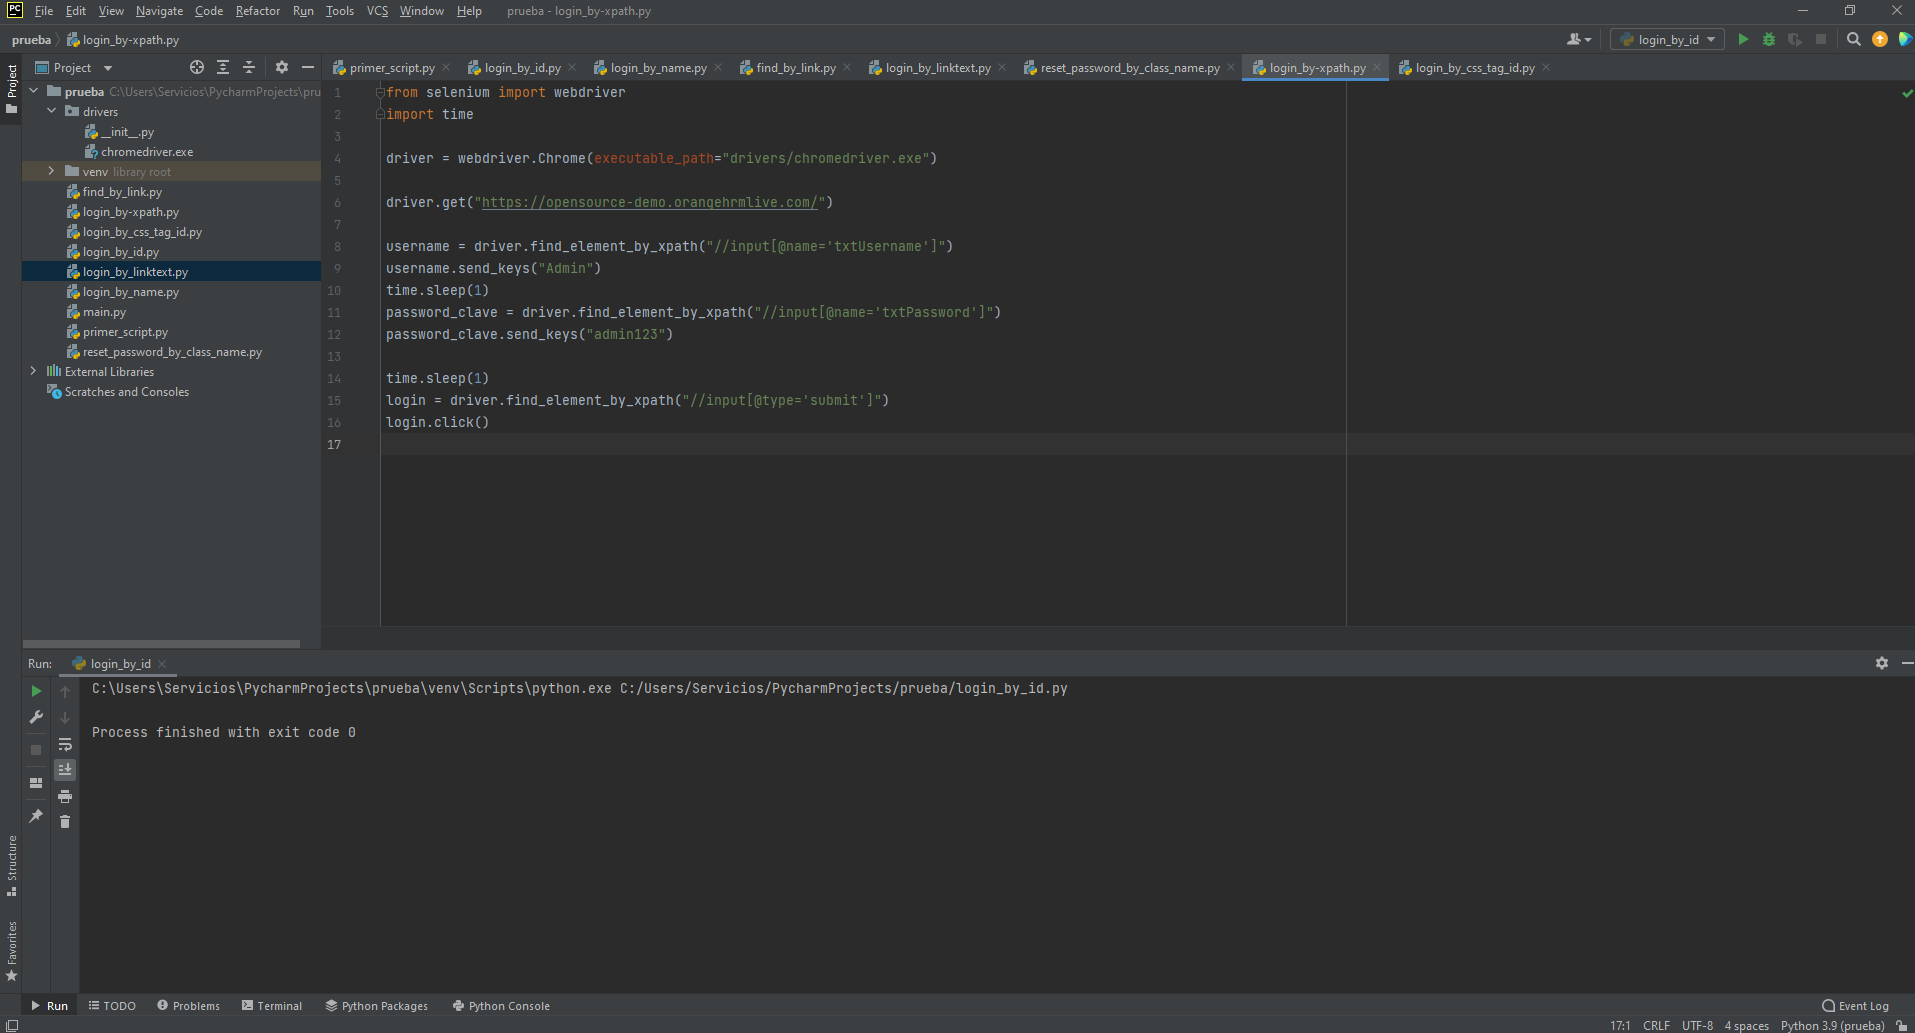 PC File Edit View Navigate Code Refactor Run Tools VCS Window Help prueba - login_by-xpath.py
prueba login_by-xpath.py login_by_id
Project Project primer_script.py login_by_id.py login_by_name.py find_by_link.py login_by_linktext.py reset_password_by_class_name.py login_by-xpath.py login_by_css_tag_id.py
prueba C:\Users\Servicios\PycharmProjects\pru
drivers
__init__.py
chromedriver.exe
venv library root
find_by_link.py
login_by-xpath.py
login_by_css_tag_id.py
login_by_id.py
login_by_linktext.py
login_by_name.py
main.py
primer_script.py
reset_password_by_class_name.py
External Libraries
Scratches and Consoles
1 from selenium import webdriver
2 import time
3
4 driver = webdriver.Chrome(executable_path="drivers/chromedriver.exe")
5
6 driver.get("https://opensource-demo.orangehrmlive.com/")
7
8 username = driver.find_element_by_xpath("//input[@name='txtUsername']")
9 username.send_keys("Admin")
10 time.sleep(1)
11 password_clave = driver.find_element_by_xpath("//input[@name='txtPassword']")
12 password_clave.send_keys("admin123")
13
14 time.sleep(1)
15 login = driver.find_element_by_xpath("//input[@type='submit']")
16 login.click()
17
Run: login_by_id
C:\Users\Servicios\PycharmProjects\prueba\venv\Scripts\python.exe C:/Users/Servicios/PycharmProjects/prueba/login_by_id.py
Process finished with exit code 0
Structure
Favorites
Run TODO Problems Terminal Python Packages Python Console Event Log
17:1 CRLF UTF-8 4 spaces Python 3.9 (prueba)